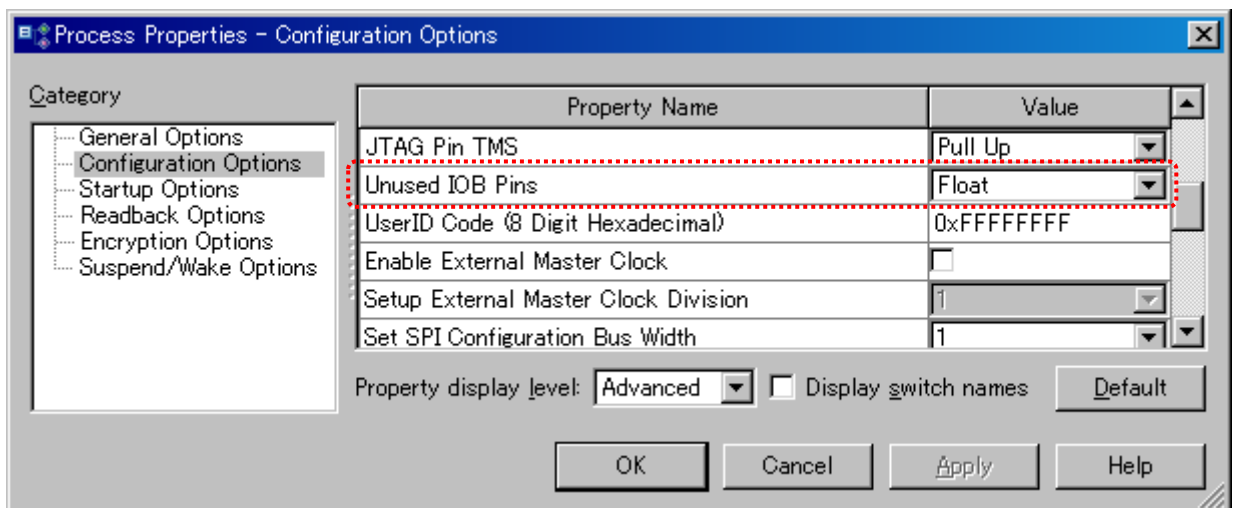 Process Properties - Configuration Options
Category
General Options
Configuration Options
Startup Options
Readback Options
Encryption Options
Suspend/Wake Options
Property Name Value
JTAG Pin TMS Pull Up
Unused IOB Pins Float
UserID Code (8 Digit Hexadecimal) 0xFFFFFFFF
Enable External Master Clock
Setup External Master Clock Division 1
Set SPI Configuration Bus Width 1
Property display level: Advanced Display switch names Default
OK Cancel Apply Help